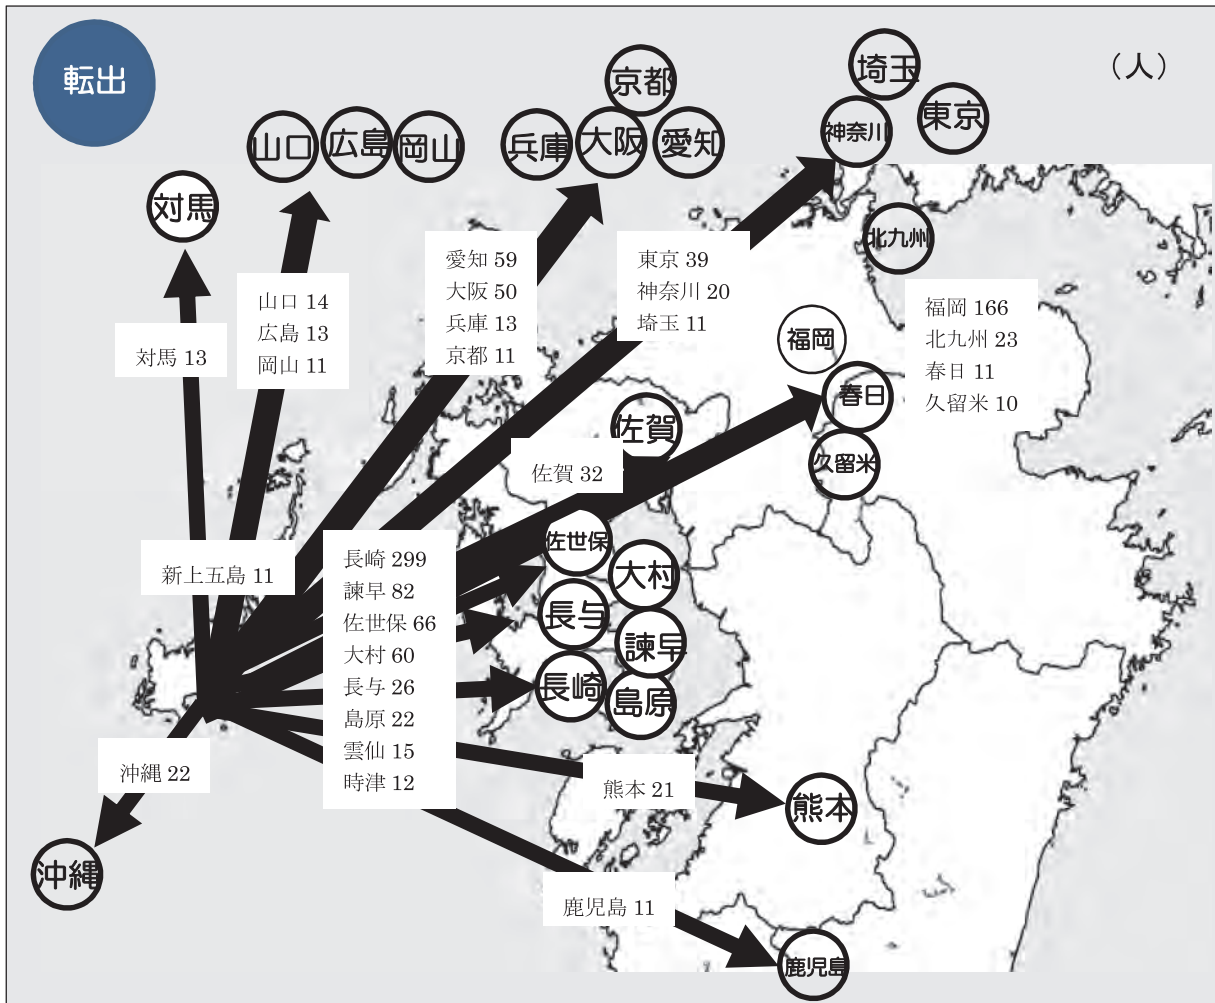 転出
(人)
京都
埼玉
山口
広島
岡山
兵庫
大阪
愛知
神奈川
東京
対馬
北九州
愛知 59
大阪 50
兵庫 13
京都 11
東京 39
神奈川 20
埼玉 11
山口 14
広島 13
岡山 11
対馬 13
福岡 166
北九州 23
春日 11
久留米 10
福岡
春日
佐賀
久留米
佐賀 32
新上五島 11
長崎 299
諫早 82
佐世保 66
大村 60
長与 26
島原 22
雲仙 15
時津 12
佐世保
大村
長与
諫早
長崎
島原
沖縄 22
熊本 21
熊本
沖縄
鹿児島 11
鹿児島